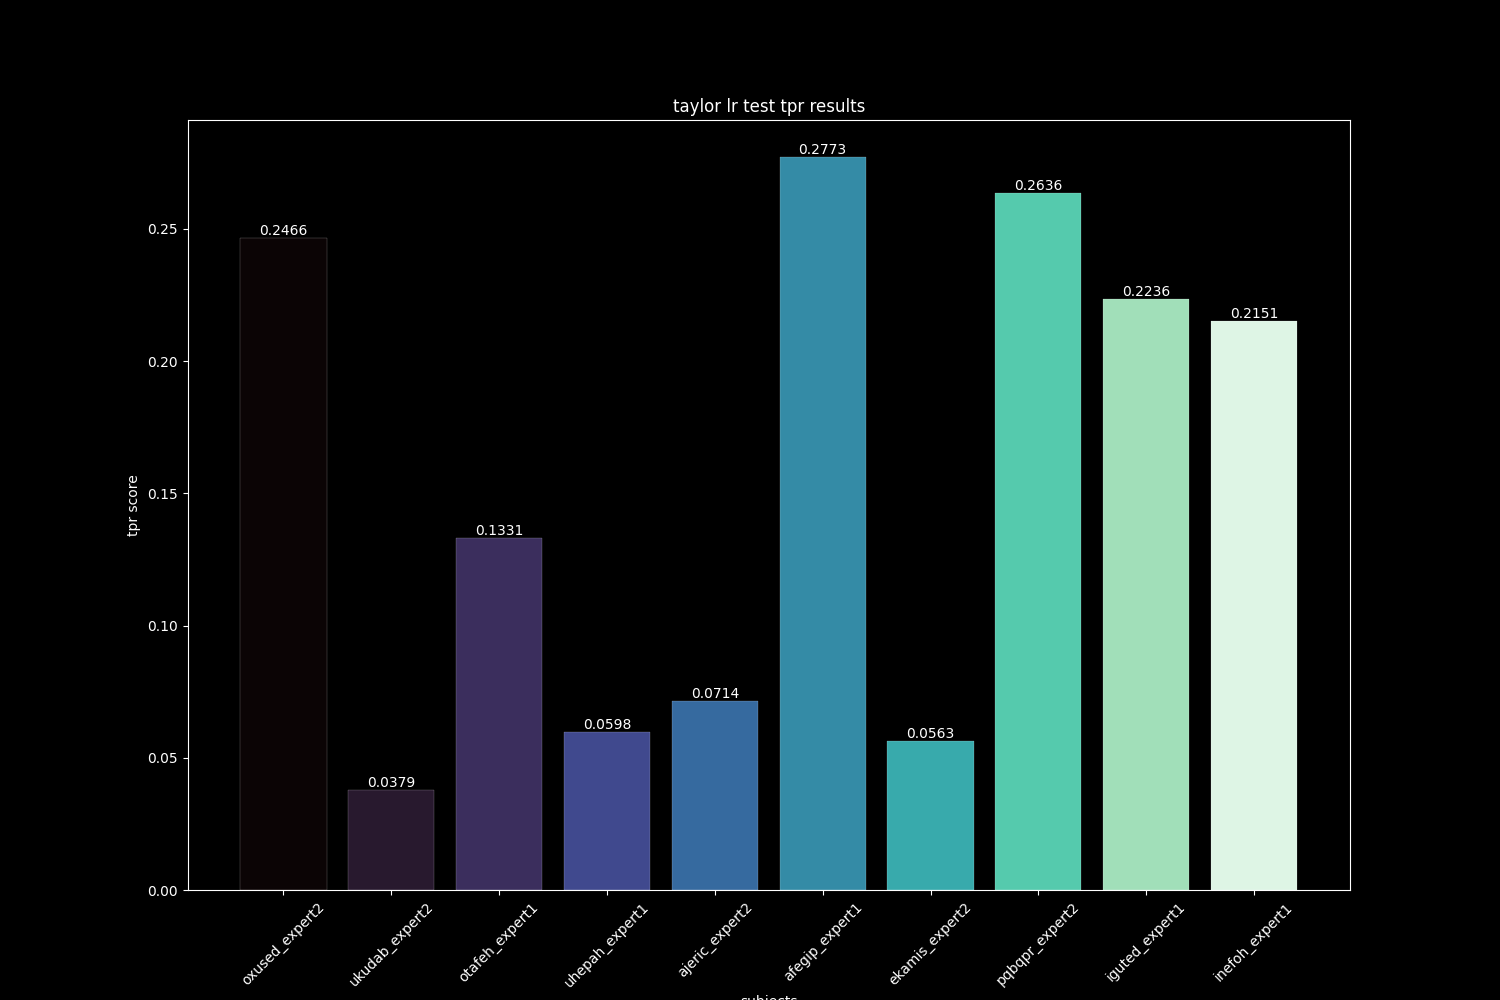 taylor lr test tpr results
tpr score
0.25
0.20
0.15
0.10
0.05
0.00
0.2466
0.0379
0.1331
0.0598
0.0714
0.2773
0.0563
0.2636
0.2236
0.2151
oxused_expert2
ukudab_expert2
otafeh_expert1
uhepah_expert1
ajeric_expert2
afegip_expert1
ekamis_expert2
pqbqpr_expert2
iguted_expert1
inefoh_expert1
subjects